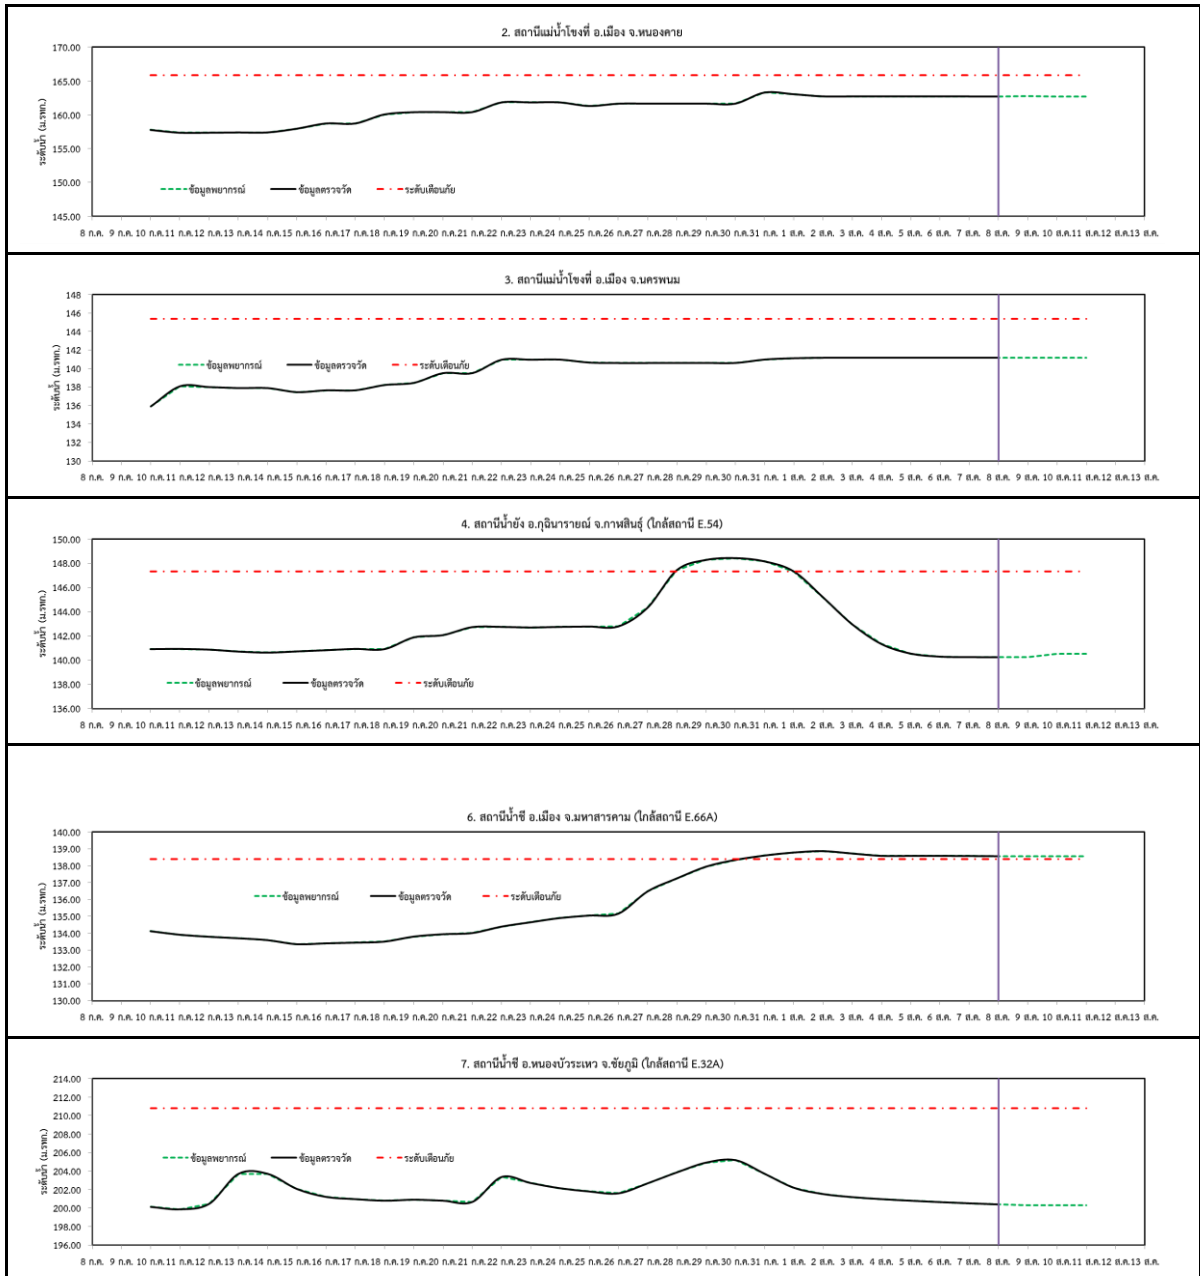 2. สถานีแม่น้ำโขงที่ อ.เมือง จ.หนองคาย
170.00
165.00
160.00
155.00
150.00
145.00
ระดับน้ำ (ม.รทก.)
ข้อมูลพยากรณ์ ข้อมูลตรวจวัด ระดับเตือนภัย
8 ก.ค. 9 ก.ค. 10 ก.ค.11 ก.ค.12 ก.ค.13 ก.ค.14 ก.ค.15 ก.ค.16 ก.ค.17 ก.ค.18 ก.ค.19 ก.ค.20 ก.ค.21 ก.ค.22 ก.ค.23 ก.ค.24 ก.ค.25 ก.ค.26 ก.ค.27 ก.ค.28 ก.ค.29 ก.ค.30 ก.ค.31 ก.ค. 1 ส.ค. 2 ส.ค. 3 ส.ค. 4 ส.ค. 5 ส.ค. 6 ส.ค. 7 ส.ค. 8 ส.ค. 9 ส.ค. 10 ส.ค.11 ส.ค.12 ส.ค.13 ส.ค.
3. สถานีแม่น้ำโขงที่ อ.เมือง จ.นครพนม
148
146
144
142
140
138
136
134
132
130
ระดับน้ำ (ม.รทก.)
ข้อมูลพยากรณ์ ข้อมูลตรวจวัด ระดับเตือนภัย
8 ก.ค. 9 ก.ค. 10 ก.ค.11 ก.ค.12 ก.ค.13 ก.ค.14 ก.ค.15 ก.ค.16 ก.ค.17 ก.ค.18 ก.ค.19 ก.ค.20 ก.ค.21 ก.ค.22 ก.ค.23 ก.ค.24 ก.ค.25 ก.ค.26 ก.ค.27 ก.ค.28 ก.ค.29 ก.ค.30 ก.ค.31 ก.ค. 1 ส.ค. 2 ส.ค. 3 ส.ค. 4 ส.ค. 5 ส.ค. 6 ส.ค. 7 ส.ค. 8 ส.ค. 9 ส.ค. 10 ส.ค.11 ส.ค.12 ส.ค.13 ส.ค.
4. สถานีน้ำยัง อ.กุฉินารายณ์ จ.กาฬสินธุ์ (ใกล้สถานี E.54)
150.00
148.00
146.00
144.00
142.00
140.00
138.00
136.00
ระดับน้ำ (ม.รทก.)
ข้อมูลพยากรณ์ ข้อมูลตรวจวัด ระดับเตือนภัย
8 ก.ค. 9 ก.ค. 10 ก.ค.11 ก.ค.12 ก.ค.13 ก.ค.14 ก.ค.15 ก.ค.16 ก.ค.17 ก.ค.18 ก.ค.19 ก.ค.20 ก.ค.21 ก.ค.22 ก.ค.23 ก.ค.24 ก.ค.25 ก.ค.26 ก.ค.27 ก.ค.28 ก.ค.29 ก.ค.30 ก.ค.31 ก.ค. 1 ส.ค. 2 ส.ค. 3 ส.ค. 4 ส.ค. 5 ส.ค. 6 ส.ค. 7 ส.ค. 8 ส.ค. 9 ส.ค. 10 ส.ค.11 ส.ค.12 ส.ค.13 ส.ค.
6. สถานีน้ำชี อ.เมือง จ.มหาสารคาม (ใกล้สถานี E.66A)
140.00
139.00
138.00
137.00
136.00
135.00
134.00
133.00
132.00
131.00
130.00
ระดับน้ำ (ม.รทก.)
ข้อมูลพยากรณ์ ข้อมูลตรวจวัด ระดับเตือนภัย
8 ก.ค. 9 ก.ค. 10 ก.ค.11 ก.ค.12 ก.ค.13 ก.ค.14 ก.ค.15 ก.ค.16 ก.ค.17 ก.ค.18 ก.ค.19 ก.ค.20 ก.ค.21 ก.ค.22 ก.ค.23 ก.ค.24 ก.ค.25 ก.ค.26 ก.ค.27 ก.ค.28 ก.ค.29 ก.ค.30 ก.ค.31 ก.ค. 1 ส.ค. 2 ส.ค. 3 ส.ค. 4 ส.ค. 5 ส.ค. 6 ส.ค. 7 ส.ค. 8 ส.ค. 9 ส.ค. 10 ส.ค.11 ส.ค.12 ส.ค.13 ส.ค.
7. สถานีน้ำชี อ.หนองบัวระเหว จ.ชัยภูมิ (ใกล้สถานี E.32A)
214.00
212.00
210.00
208.00
206.00
204.00
202.00
200.00
198.00
196.00
ระดับน้ำ (ม.รทก.)
ข้อมูลพยากรณ์ ข้อมูลตรวจวัด ระดับเตือนภัย
8 ก.ค. 9 ก.ค. 10 ก.ค.11 ก.ค.12 ก.ค.13 ก.ค.14 ก.ค.15 ก.ค.16 ก.ค.17 ก.ค.18 ก.ค.19 ก.ค.20 ก.ค.21 ก.ค.22 ก.ค.23 ก.ค.24 ก.ค.25 ก.ค.26 ก.ค.27 ก.ค.28 ก.ค.29 ก.ค.30 ก.ค.31 ก.ค. 1 ส.ค. 2 ส.ค. 3 ส.ค. 4 ส.ค. 5 ส.ค. 6 ส.ค. 7 ส.ค. 8 ส.ค. 9 ส.ค. 10 ส.ค.11 ส.ค.12 ส.ค.13 ส.ค.